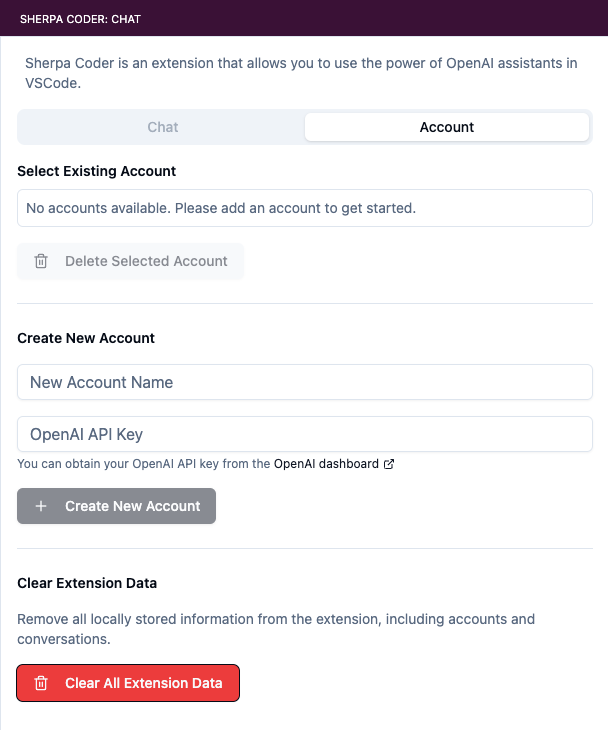 SHERPA CODER: CHAT
Sherpa Coder is an extension that allows you to use the power of OpenAI assistants in
VSCode.
Chat
Account
Select Existing Account
No accounts available. Please add an account to get started.
Delete Selected Account
Create New Account
New Account Name
OpenAI API Key
You can obtain your OpenAI API key from the OpenAI dashboard
Create New Account
Clear Extension Data
Remove all locally stored information from the extension, including accounts and
conversations.
Clear All Extension Data